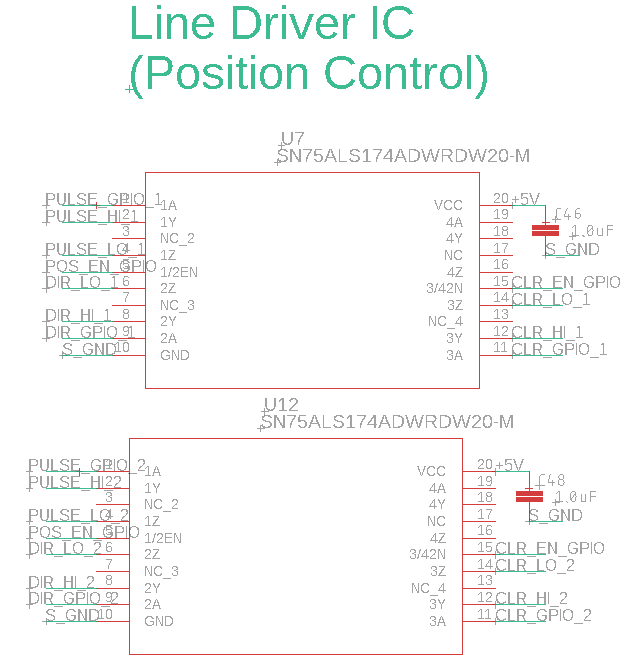 Line Driver IC
(Position Control)
U7
SN75ALS174ADWRDW20-M
PULSE_GPIO_1 1 1A VCC 20 +5V
PULSE_HI_1 2 1Y 4A 19
3 NC_2 4Y 18
C46
1.0uF
PULSE_LO_1 4 1Z NC 17 S_GND
POS_EN_GPIO 5 1/2EN 4Z 16
DIR_LO_1 6 2Z 3/42N 15 CLR_EN_GPIO
7 NC_3 3Z 14 CLR_LO_1
DIR_HI_1 8 2Y NC_4 13
DIR_GPIO_1 9 2A 3Y 12 CLR_HI_1
S_GND 10 GND 3A 11 CLR_GPIO_1
U12
SN75ALS174ADWRDW20-M
PULSE_GPIO_2 1 1A VCC 20 +5V
PULSE_HI_2 2 1Y 4A 19
3 NC_2 4Y 18
C48
1.0uF
PULSE_LO_2 4 1Z NC 17 S_GND
POS_EN_GPIO 5 1/2EN 4Z 16
DIR_LO_2 6 2Z 3/42N 15 CLR_EN_GPIO
7 NC_3 3Z 14 CLR_LO_2
DIR_HI_2 8 2Y NC_4 13
DIR_GPIO_2 9 2A 3Y 12 CLR_HI_2
S_GND 10 GND 3A 11 CLR_GPIO_2